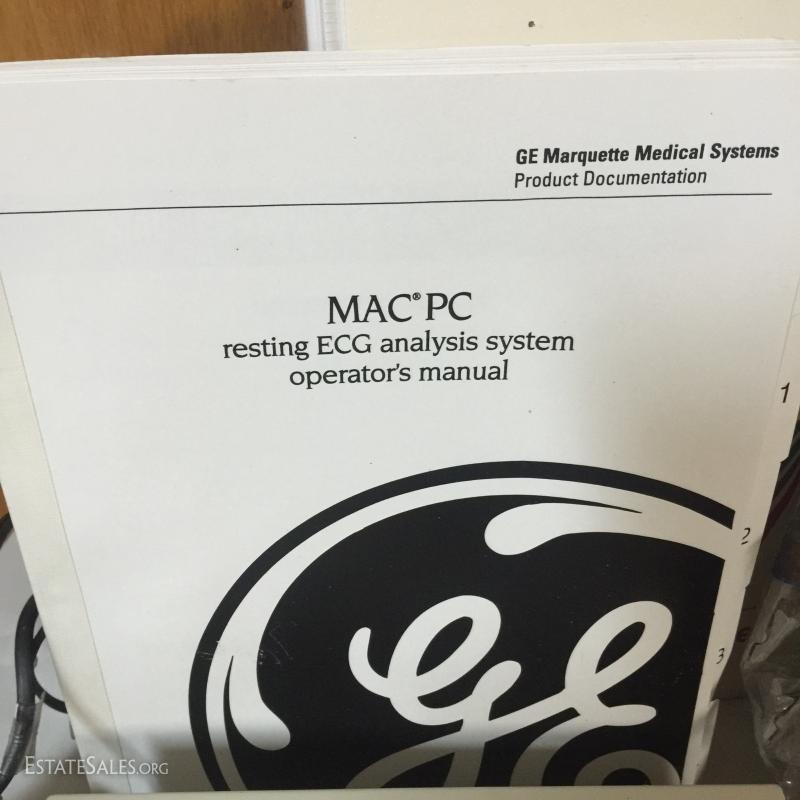 GE Marquette Medical Systems
Product Documentation
MAC® PC
resting ECG analysis system
operator's manual
1
2
3
GE
ESTATESALES.ORG